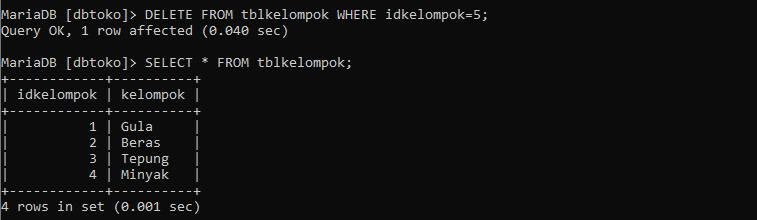 MariaDB [dbtoko]> DELETE FROM tblkelompok WHERE idkelompok=5;
Query OK, 1 row affected (0.040 sec)

MariaDB [dbtoko]> SELECT * FROM tblkelompok;
+------------+----------+
| idkelompok | kelompok |
+------------+----------+
|          1 | Gula     |
|          2 | Beras    |
|          3 | Tepung   |
|          4 | Minyak   |
+------------+----------+
4 rows in set (0.001 sec)